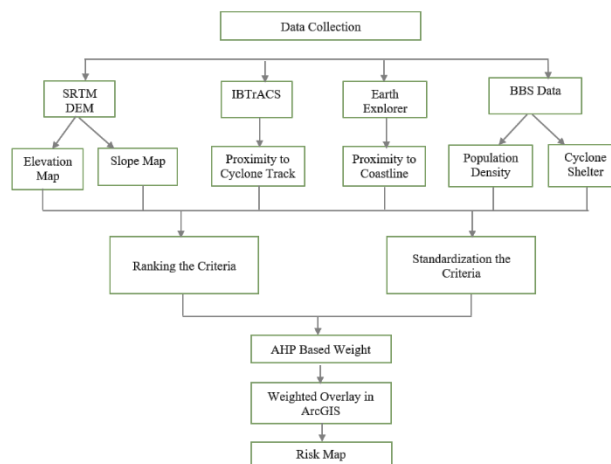 Data Collection
SRTM
DEM
IBTrACS
Earth
Explorer
BBS Data
Elevation
Map
Slope Map
Proximity to
Cyclone Track
Proximity to
Coastline
Population
Density
Cyclone
Shelter
Ranking the Criteria
Standardization the
Criteria
AHP Based Weight
Weighted Overlay in
ArcGIS
Risk Map